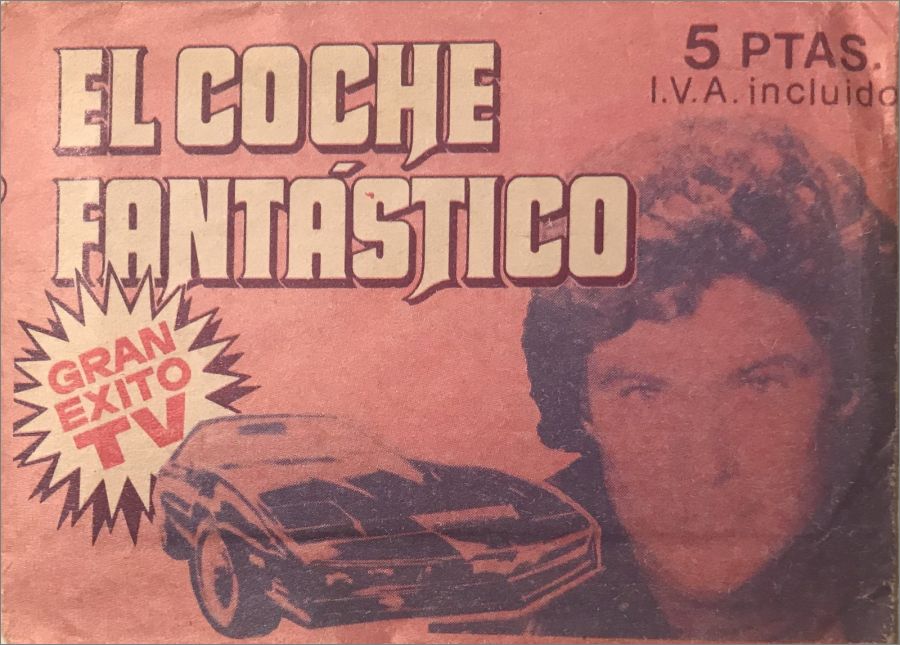 EL COCHE
FANTÁSTICO
5 PTAS.
I.V.A. incluido
GRAN
EXITO
TV